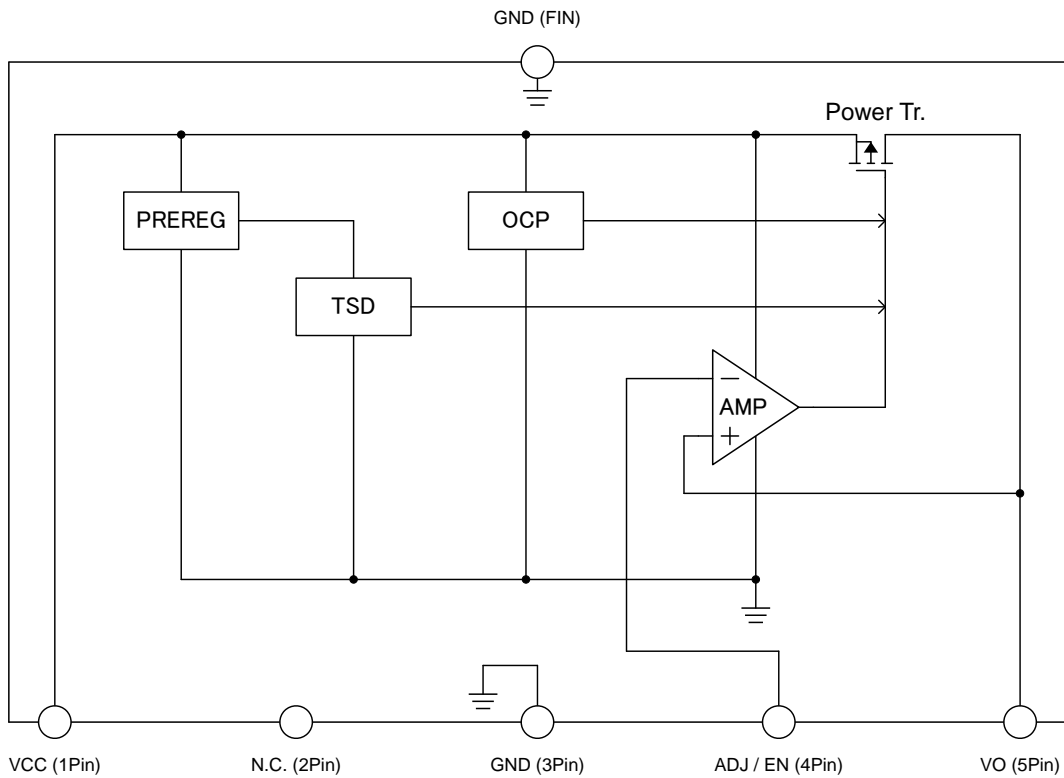 GND (FIN)
Power Tr.
PREREG
OCP
TSD
−
AMP
+
VCC (1Pin)
N.C. (2Pin)
GND (3Pin)
ADJ / EN (4Pin)
VO (5Pin)